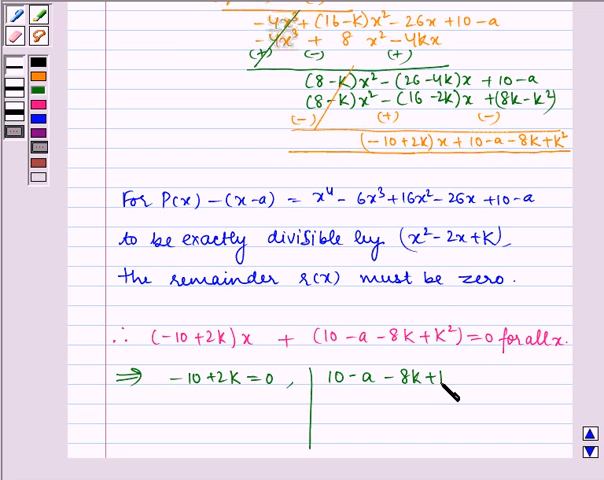 -4x³ + (16-K)x² - 26x + 10 - a
-4x³ + 8 x² - 4Kx
(+) (-) (+)
(8-K)x² - (26-4K)x + 10-a
(8-K)x² - (16-2K)x + (8K-K²)
(-) (+) (-)
(-10+2K)x + 10-a-8K+K²
For P(x) - (x-a) = x⁴ - 6x³ + 16x² - 26x + 10 - a
to be exactly divisible by (x² - 2x + K),
the remainder r(x) must be zero.
∴ (-10+2K)x + (10-a-8K+K²) = 0 for all x.
⇒ -10+2K = 0, | 10-a-8K+